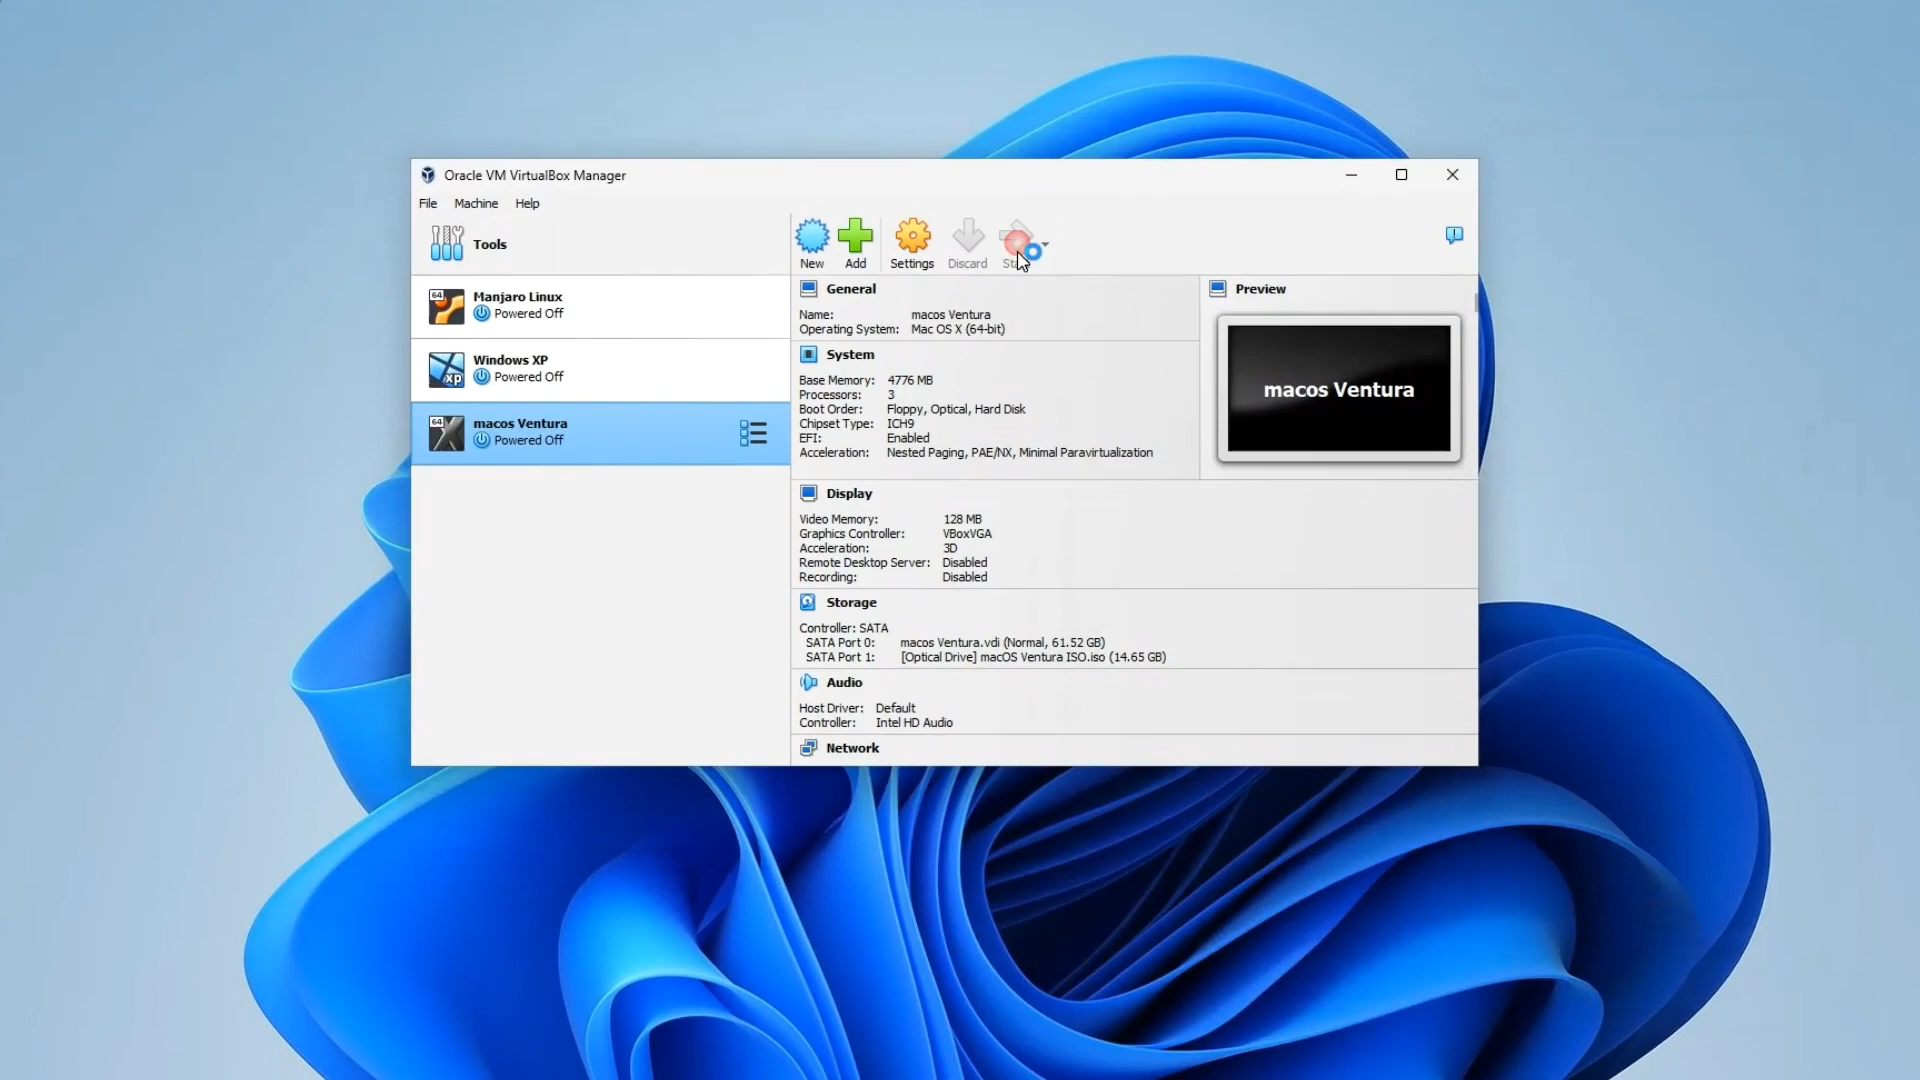 Oracle VM VirtualBox Manager
File Machine Help
Tools
New Add Settings Discard
64
Manjaro Linux
Powered Off
xp
Windows XP
Powered Off
64
macos Ventura
Powered Off
General
Name: macos Ventura
Operating System: Mac OS X (64-bit)
System
Base Memory: 4776 MB
Processors: 3
Boot Order: Floppy, Optical, Hard Disk
Chipset Type: ICH9
EFI: Enabled
Acceleration: Nested Paging, PAE/NX, Minimal Paravirtualization
Preview
macos Ventura
Display
Video Memory: 128 MB
Graphics Controller: VBoxVGA
Acceleration: 3D
Remote Desktop Server: Disabled
Recording: Disabled
Storage
Controller: SATA
SATA Port 0: macos Ventura.vdi (Normal, 61.52 GB)
SATA Port 1: [Optical Drive] macOS Ventura ISO.iso (14.65 GB)
Audio
Host Driver: Default
Controller: Intel HD Audio
Network